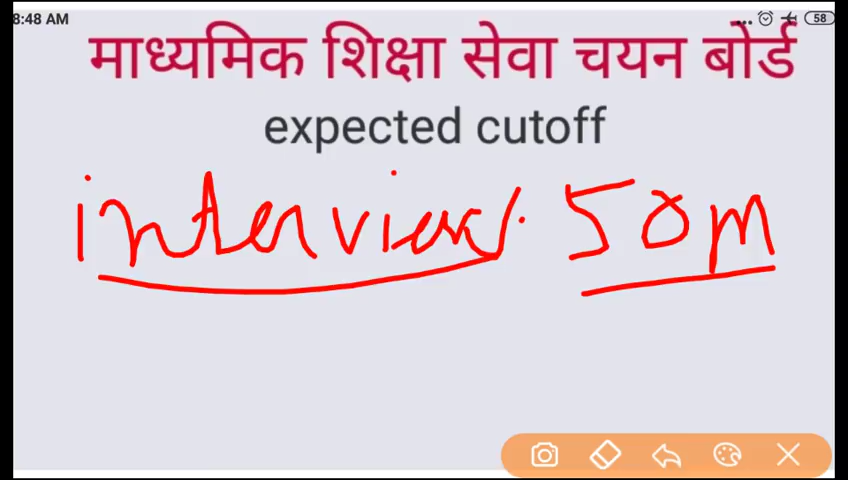 8:48 AM ... 58
माध्यमिक शिक्षा सेवा चयन बोर्ड
expected cutoff
interview. 50m